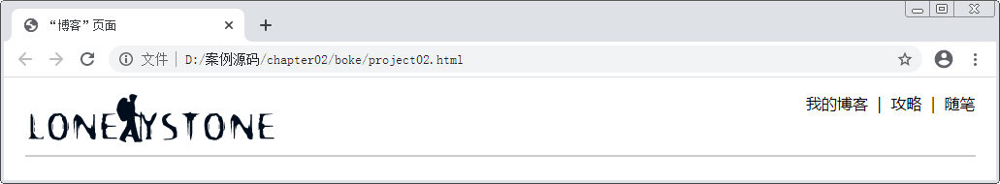 “博客”页面
文件 | D:/案例源码/chapter02/boke/project02.html
LONELYSTONE
我的博客 | 攻略 | 随笔